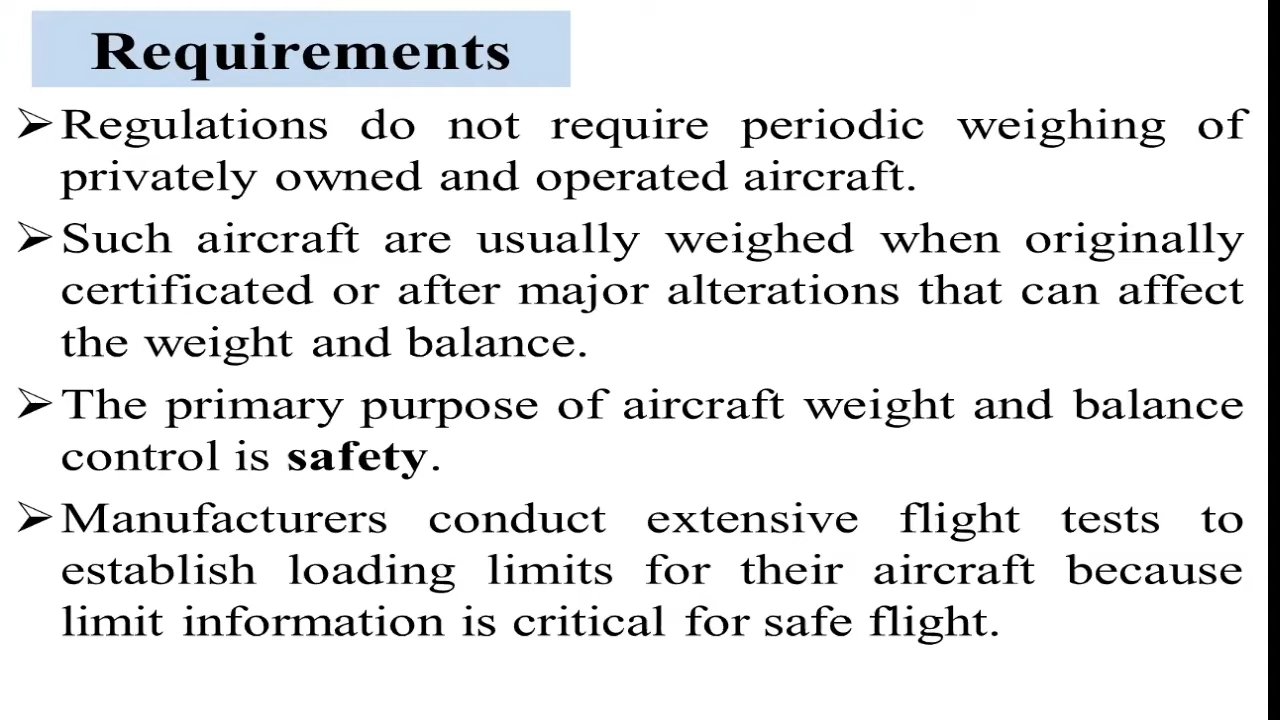 Requirements
➢Regulations do not require periodic weighing of
privately owned and operated aircraft.
➢Such aircraft are usually weighed when originally
certificated or after major alterations that can affect
the weight and balance.
➢The primary purpose of aircraft weight and balance
control is safety.
➢Manufacturers conduct extensive flight tests to
establish loading limits for their aircraft because
limit information is critical for safe flight.